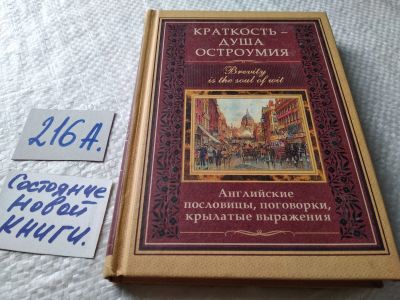 КРАТКОСТЬ –
ДУША
ОСТРОУМИЯ
Brevity
is the soul of wit
Английские
пословицы, поговорки,
крылатые выражения
216А.
Состояние
новой
книги.